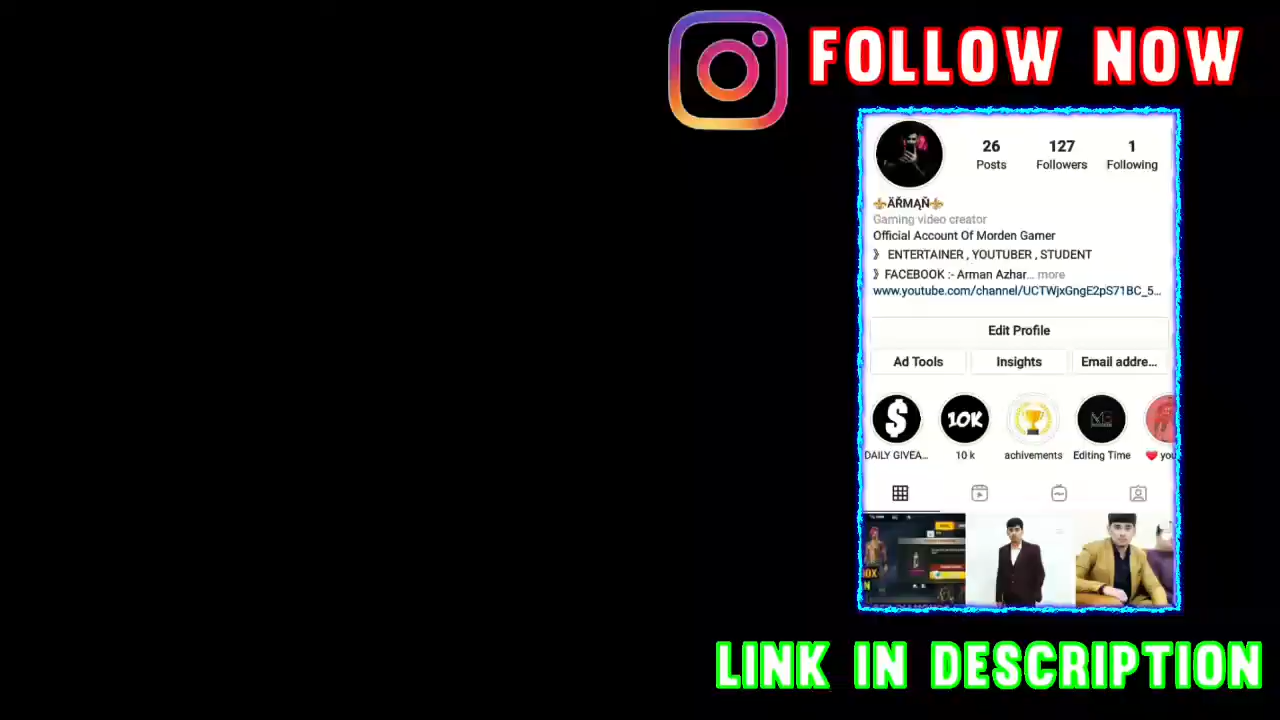 FOLLOW NOW
26 127 1
Posts Followers Following
⚜ÄŘMĄÑ⚜
Gaming video creator
Official Account Of Morden Gamer
》 ENTERTAINER , YOUTUBER , STUDENT
》FACEBOOK :- Arman Azhar... more
www.youtube.com/channel/UCTWjxGngE2pS71BC_5...
Edit Profile
Ad Tools Insights Email addre...
$ 10K MG
DAILY GIVEA... 10 k achivements Editing Time ❤ you
LINK IN DESCRIPTION